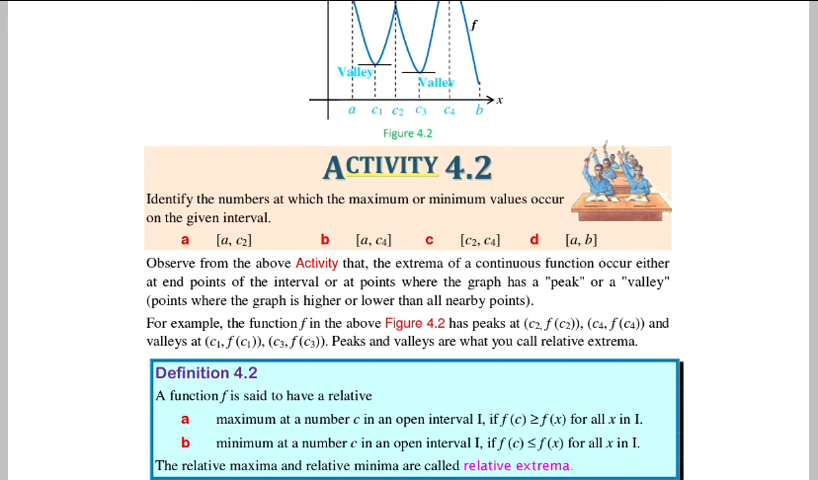 f
Valley
Valley
x
a c₁ c₂ c₃ c₄ b
Figure 4.2
ACTIVITY 4.2
Identify the numbers at which the maximum or minimum values occur
on the given interval.
a [a, c₂] b [a, c₄] c [c₂, c₄] d [a, b]
Observe from the above Activity that, the extrema of a continuous function occur either
at end points of the interval or at points where the graph has a "peak" or a "valley"
(points where the graph is higher or lower than all nearby points).
For example, the function f in the above Figure 4.2 has peaks at (c₂, f (c₂)), (c₄, f (c₄)) and
valleys at (c₁, f (c₁)), (c₃, f (c₃)). Peaks and valleys are what you call relative extrema.
Definition 4.2
A function f is said to have a relative
a maximum at a number c in an open interval I, if f (c) ≥ f (x) for all x in I.
b minimum at a number c in an open interval I, if f (c) ≤ f (x) for all x in I.
The relative maxima and relative minima are called relative extrema.